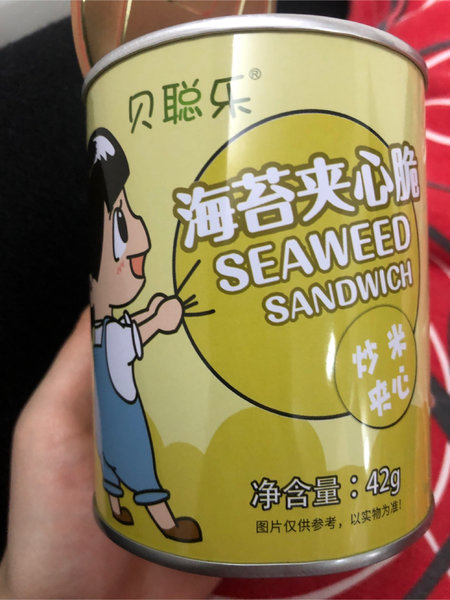 贝聪乐®
海苔夹心脆
SEAWEED
SANDWICH
炒米
夹心
净含量：42g
图片仅供参考，以实物为准！